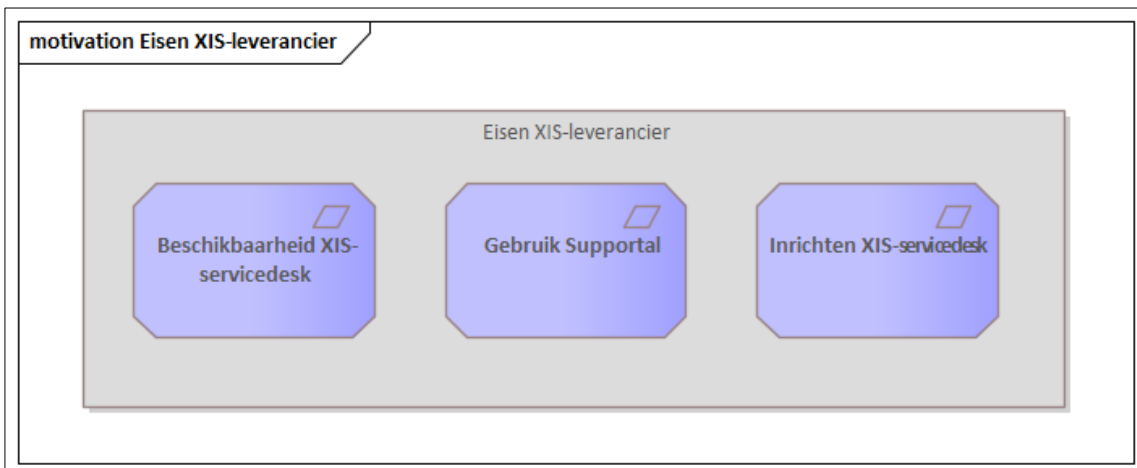 motivation Eisen XIS-leverancier
Eisen XIS-leverancier
Beschikbaarheid XIS-
servicedesk
Gebruik Supportal
Inrichten XIS-servicedesk